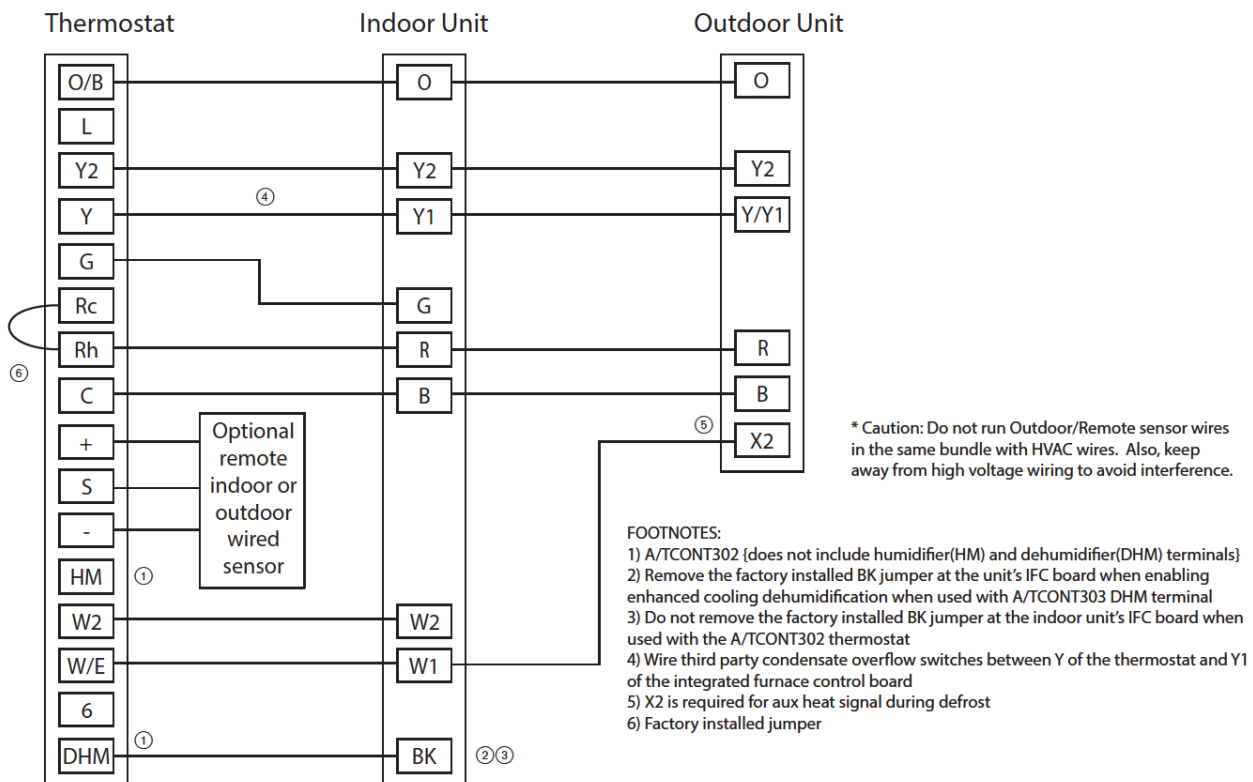 Thermostat Indoor Unit Outdoor Unit
O/B O O
L
Y2 Y2 Y2
④
Y Y1 Y/Y1
G
Rc G
Rh R R
⑥
C B B
⑤
+ X2
S
-
Optional
remote
indoor or
outdoor
wired
sensor
* Caution: Do not run Outdoor/Remote sensor wires
in the same bundle with HVAC wires. Also, keep
away from high voltage wiring to avoid interference.
HM ①
W2 W2
W/E W1
6
DHM ① BK ②③
FOOTNOTES:
1) A/TCONT302 {does not include humidifier(HM) and dehumidifier(DHM) terminals}
2) Remove the factory installed BK jumper at the unit's IFC board when enabling
enhanced cooling dehumidification when used with A/TCONT303 DHM terminal
3) Do not remove the factory installed BK jumper at the indoor unit's IFC board when
used with the A/TCONT302 thermostat
4) Wire third party condensate overflow switches between Y of the thermostat and Y1
of the integrated furnace control board
5) X2 is required for aux heat signal during defrost
6) Factory installed jumper